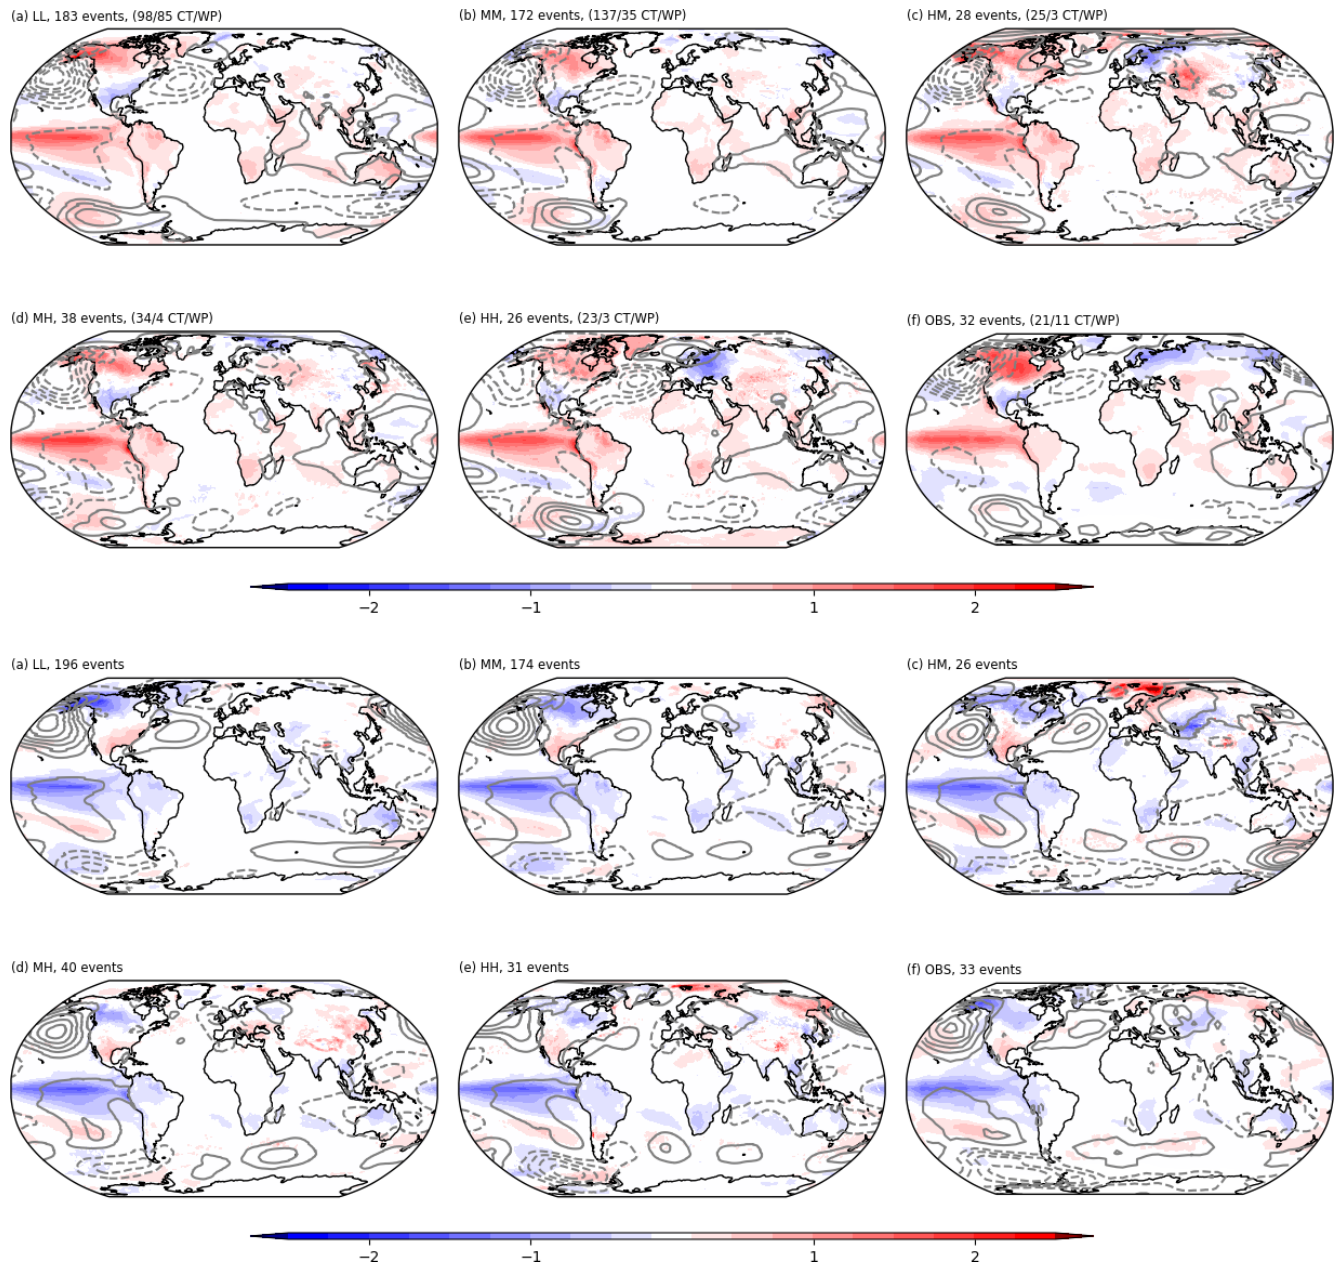 (a) LL, 183 events, (98/85 CT/WP)
(b) MM, 172 events, (137/35 CT/WP)
(c) HM, 28 events, (25/3 CT/WP)
(d) MH, 38 events, (34/4 CT/WP)
(e) HH, 26 events, (23/3 CT/WP)
(f) OBS, 32 events, (21/11 CT/WP)
−2 −1 1 2
(a) LL, 196 events
(b) MM, 174 events
(c) HM, 26 events
(d) MH, 40 events
(e) HH, 31 events
(f) OBS, 33 events
−2 −1 1 2